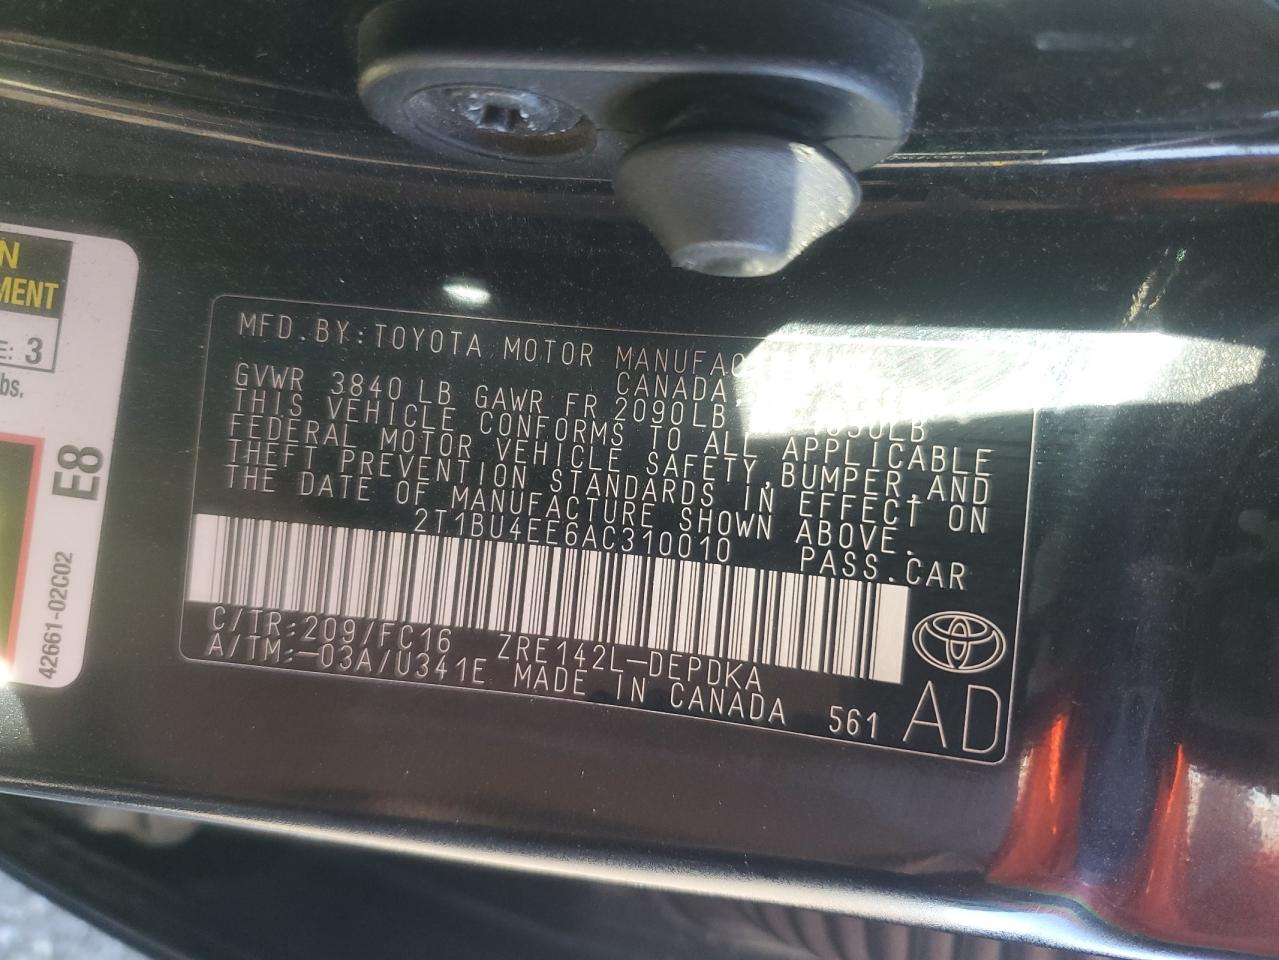 N
MENT
E: 3
bs.
E8
42661-02C02
MFD. BY: TOYOTA MOTOR
CANADA
GVWR 3840 LB GAWR FR 2090LB
THIS VEHICLE CONFORMS TO ALL APPLICABLE
FEDERAL MOTOR VEHICLE SAFETY, BUMPER, AND
THEFT PREVENTION STANDARDS IN EFFECT ON
THE DATE OF MANUFACTURE SHOWN ABOVE.
2T1BU4EE6AC310010 PASS. CAR
C/TR: 209/FC16 ZRE142L-DEPDKA
A/TM: -03A/U341E MADE IN CANADA 561 AD